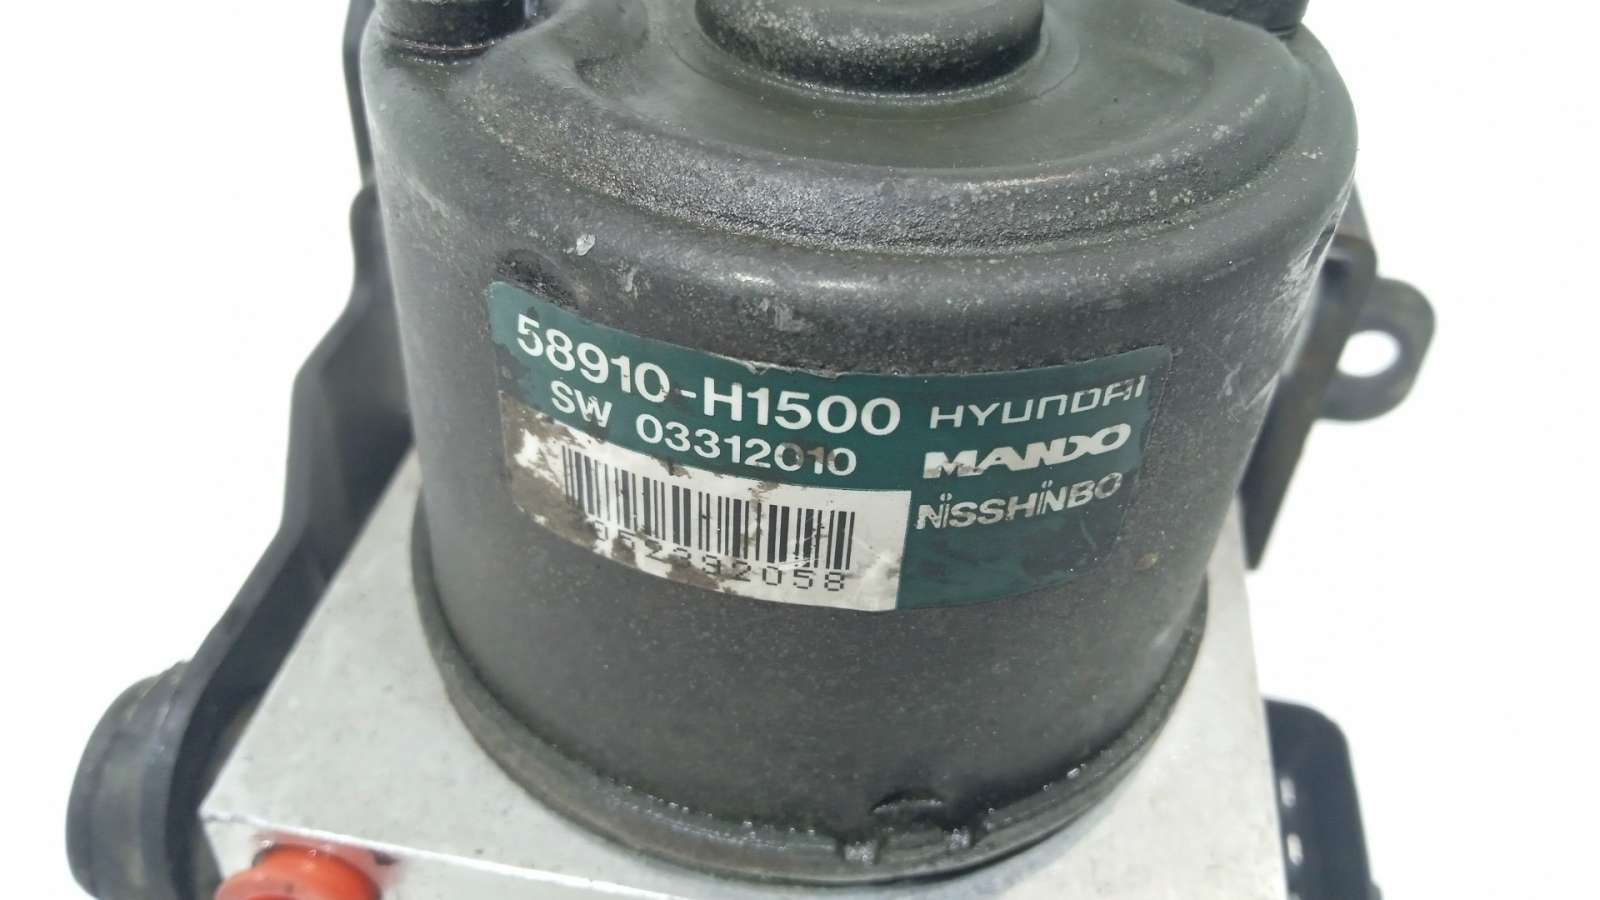 58910-H1500
SW 03312010
HYUNDAI
MANDO
NISSHINBO